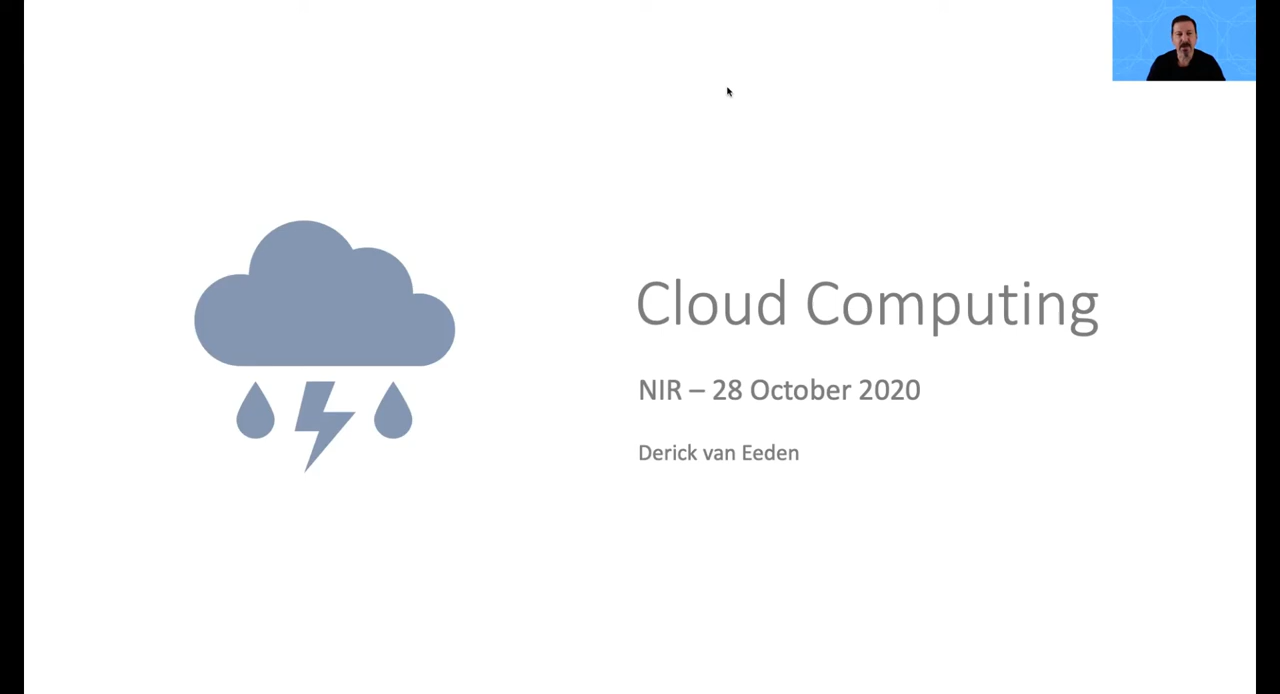 Cloud Computing
NIR – 28 October 2020
Derick van Eeden